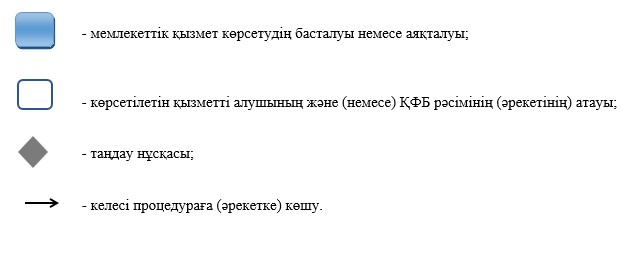 - мемлекеттік қызмет көрсетудің басталуы немесе аяқталуы;
- көрсетілетін қызметті алушының және (немесе) ҚФБ рәсімінің (әрекетінің) атауы;
- таңдау нұсқасы;
- келесі процедураға (әрекетке) көшу.